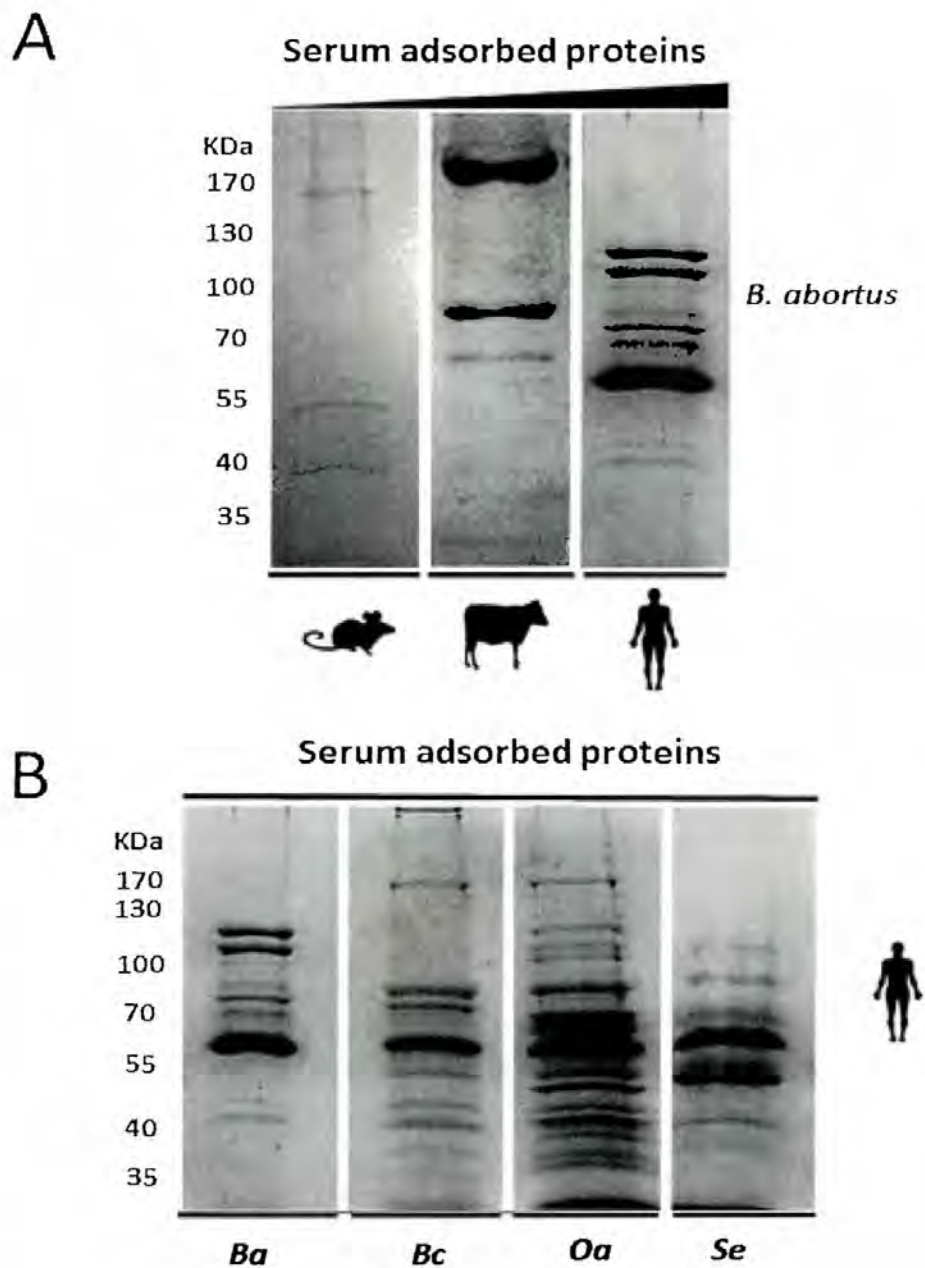 A
Serum adsorbed proteins
KDa
170
130
100
70
55
40
35
B. abortus
B
Serum adsorbed proteins
KDa
170
130
100
70
55
40
35
Ba Bc Oa Se